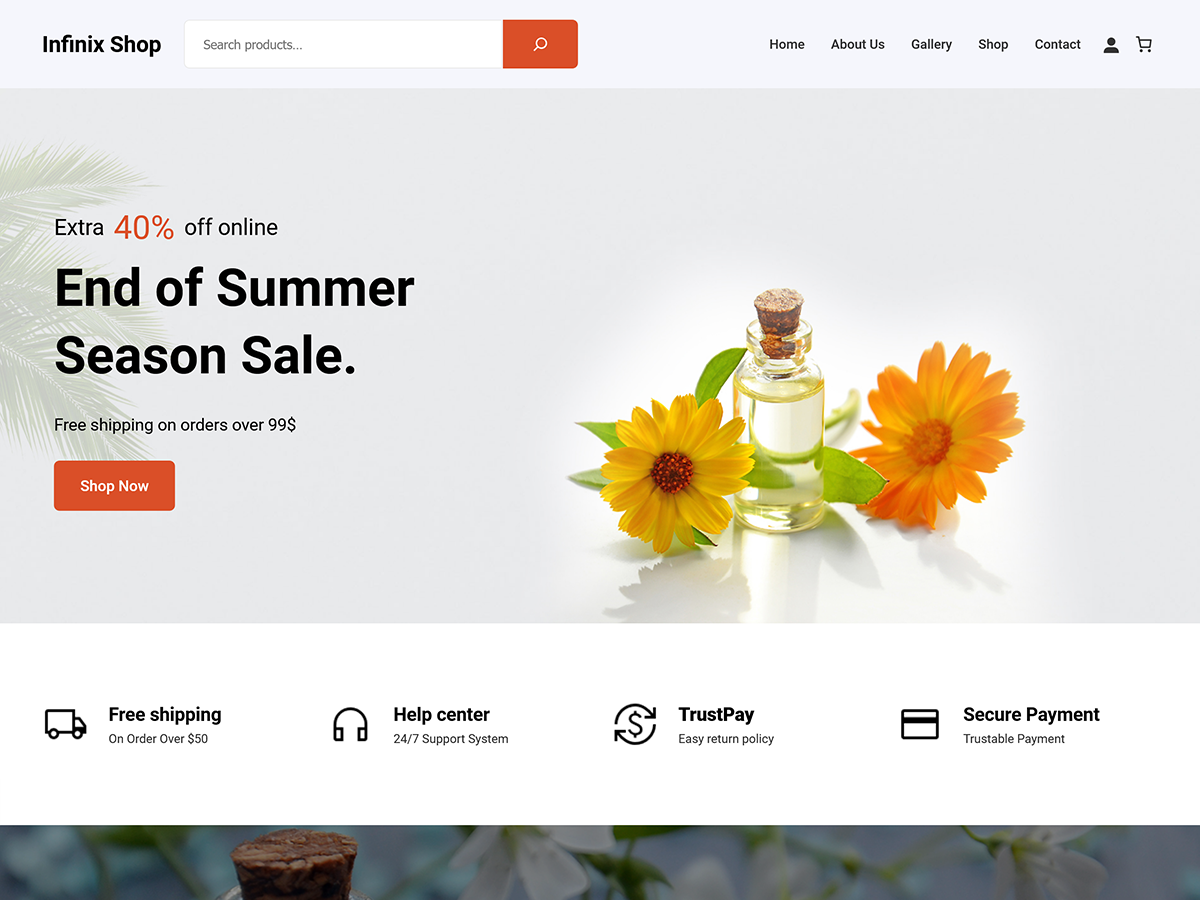 Infinix Shop
Search products...
Home
About Us
Gallery
Shop
Contact
Extra 40% off online
End of Summer
Season Sale.
Free shipping on orders over 99$
Shop Now
Free shipping
On Order Over $50
Help center
24/7 Support System
TrustPay
Easy return policy
Secure Payment
Trustable Payment